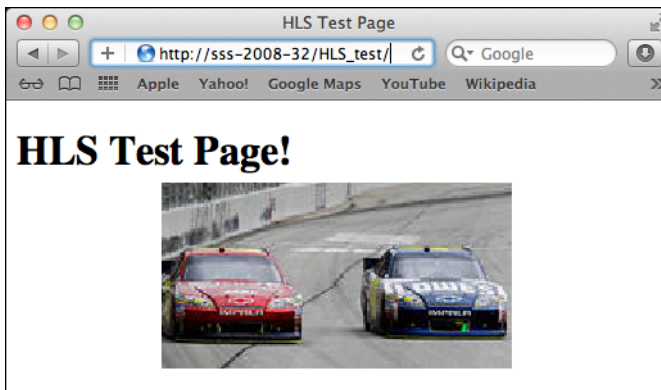 HLS Test Page
http://sss-2008-32/HLS_test/
Google
Apple Yahoo! Google Maps YouTube Wikipedia
HLS Test Page!
LOWE'S
IMPALA
IMPALA